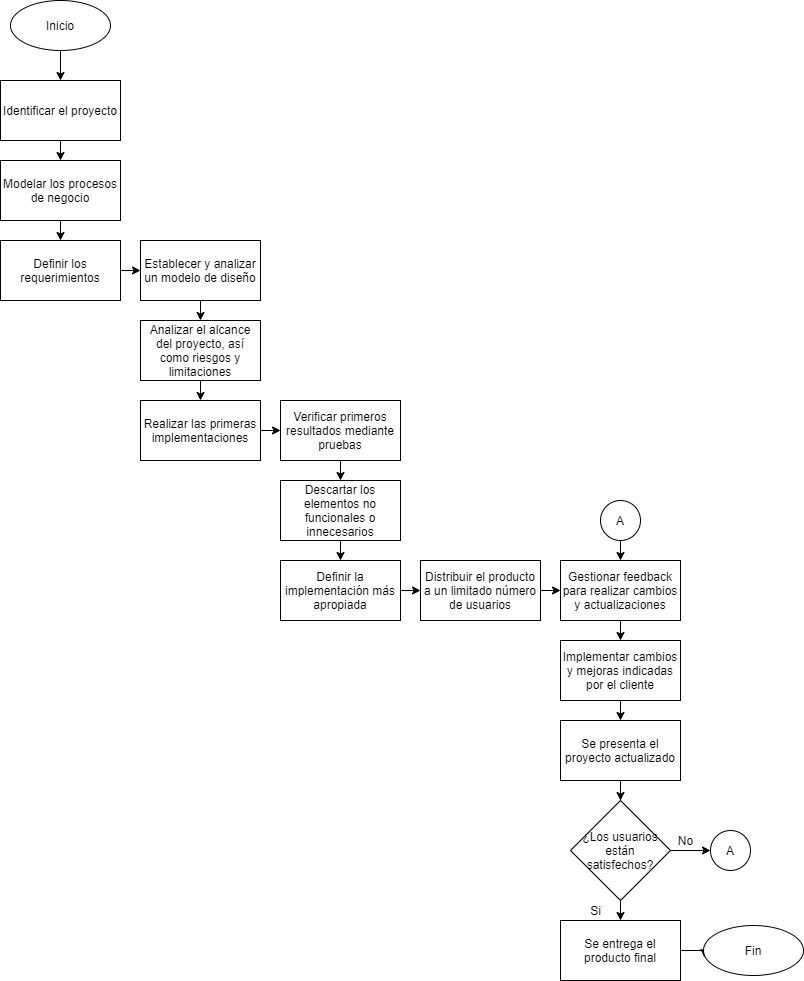 Inicio
Identificar el proyecto
Modelar los procesos
de negocio
Definir los
requerimientos
Establecer y analizar
un modelo de diseño
Analizar el alcance
del proyecto, así
como riesgos y
limitaciones
Realizar las primeras
implementaciones
Verificar primeros
resultados mediante
pruebas
Descartar los
elementos no
funcionales o
innecesarios
Definir la
implementación más
apropiada
Distribuir el producto
a un limitado número
de usuarios
A
Gestionar feedback
para realizar cambios
y actualizaciones
Implementar cambios
y mejoras indicadas
por el cliente
Se presenta el
proyecto actualizado
¿Los usuarios
están
satisfechos?
No
A
Si
Se entrega el
producto final
Fin